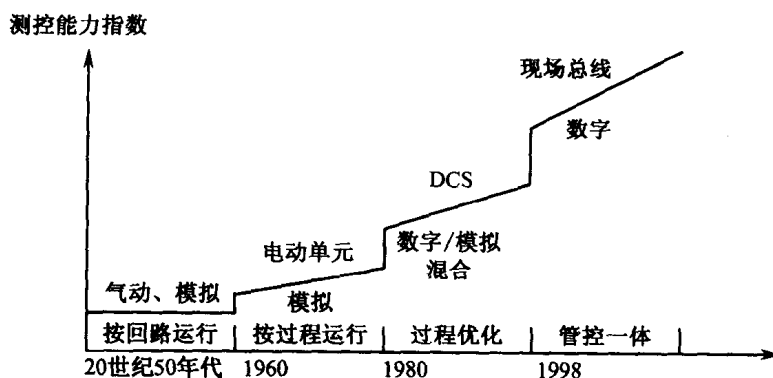 测控能力指数
现场总线
数字
DCS
数字/模拟
混合
电动单元
模拟
气动、模拟
按回路运行
按过程运行
过程优化
管控一体
20世纪50年代
1960
1980
1998